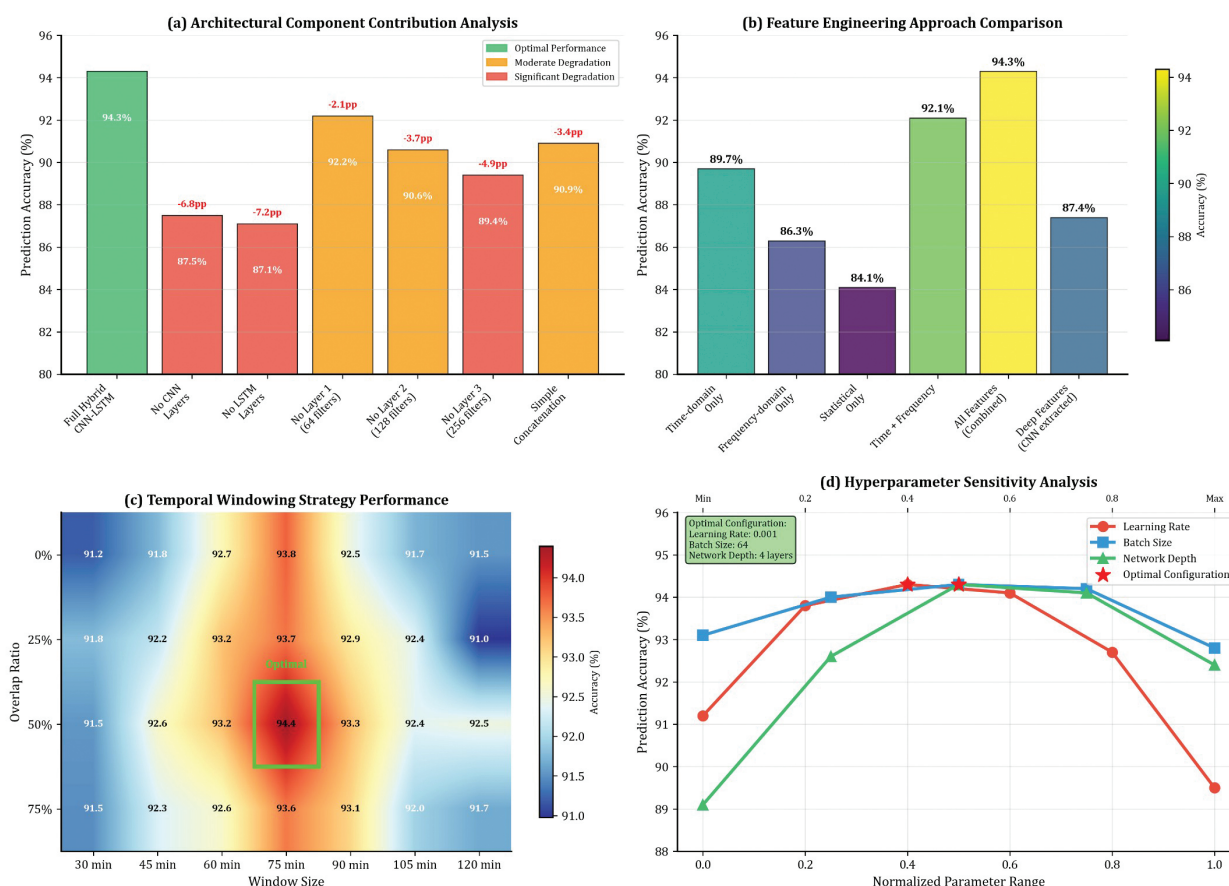 (a) Architectural Component Contribution Analysis
Prediction Accuracy (%)
96
94
92
90
88
86
84
82
80
Optimal Performance
Moderate Degradation
Significant Degradation
94.3%
-6.8pp
87.5%
-7.2pp
87.1%
-2.1pp
92.2%
-3.7pp
90.6%
-4.9pp
89.4%
-3.4pp
90.9%
Full Hybrid
CNN-LSTM
No CNN
Layers
No LSTM
Layers
No Layer 1
(64 filters)
No Layer 2
(128 filters)
No Layer 3
(256 filters)
Simple
Concatenation
(b) Feature Engineering Approach Comparison
Prediction Accuracy (%)
96
94
92
90
88
86
84
82
80
89.7%
86.3%
84.1%
92.1%
94.3%
87.4%
Time-domain
Only
Frequency-domain
Only
Statistical
Only
Time + Frequency
All Features
(Combined)
Deep Features
(CNN extracted)
94
92
90
88
86
Accuracy (%)
(c) Temporal Windowing Strategy Performance
Overlap Ratio
0% 91.2 91.8 92.7 93.8 92.5 91.7 91.5
25% 91.8 92.2 93.2 93.7 92.9 92.4 91.0
Optimal
50% 91.5 92.6 93.2 94.4 93.3 92.4 92.5
75% 91.5 92.3 92.6 93.6 93.1 92.0 91.7
30 min 45 min 60 min 75 min 90 min 105 min 120 min
Window Size
94.0
93.5
93.0
92.5
92.0
91.5
91.0
Accuracy (%)
(d) Hyperparameter Sensitivity Analysis
Min 0.2 0.4 0.6 0.8 Max
Prediction Accuracy (%)
96
95
94
93
92
91
90
89
88
Optimal Configuration:
Learning Rate: 0.001
Batch Size: 64
Network Depth: 4 layers
Learning Rate
Batch Size
Network Depth
Optimal Configuration
0.0 0.2 0.4 0.6 0.8 1.0
Normalized Parameter Range